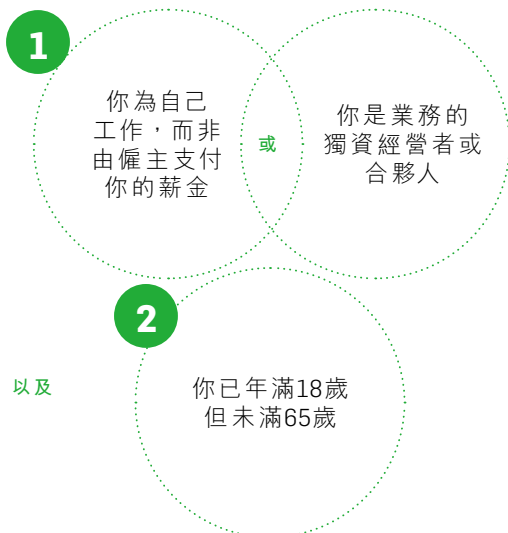 1
你為自己
工作，而非
由僱主支付
你的薪金
或
你是業務的
獨資經營者或
合夥人
2
以及
你已年滿18歲
但未滿65歲